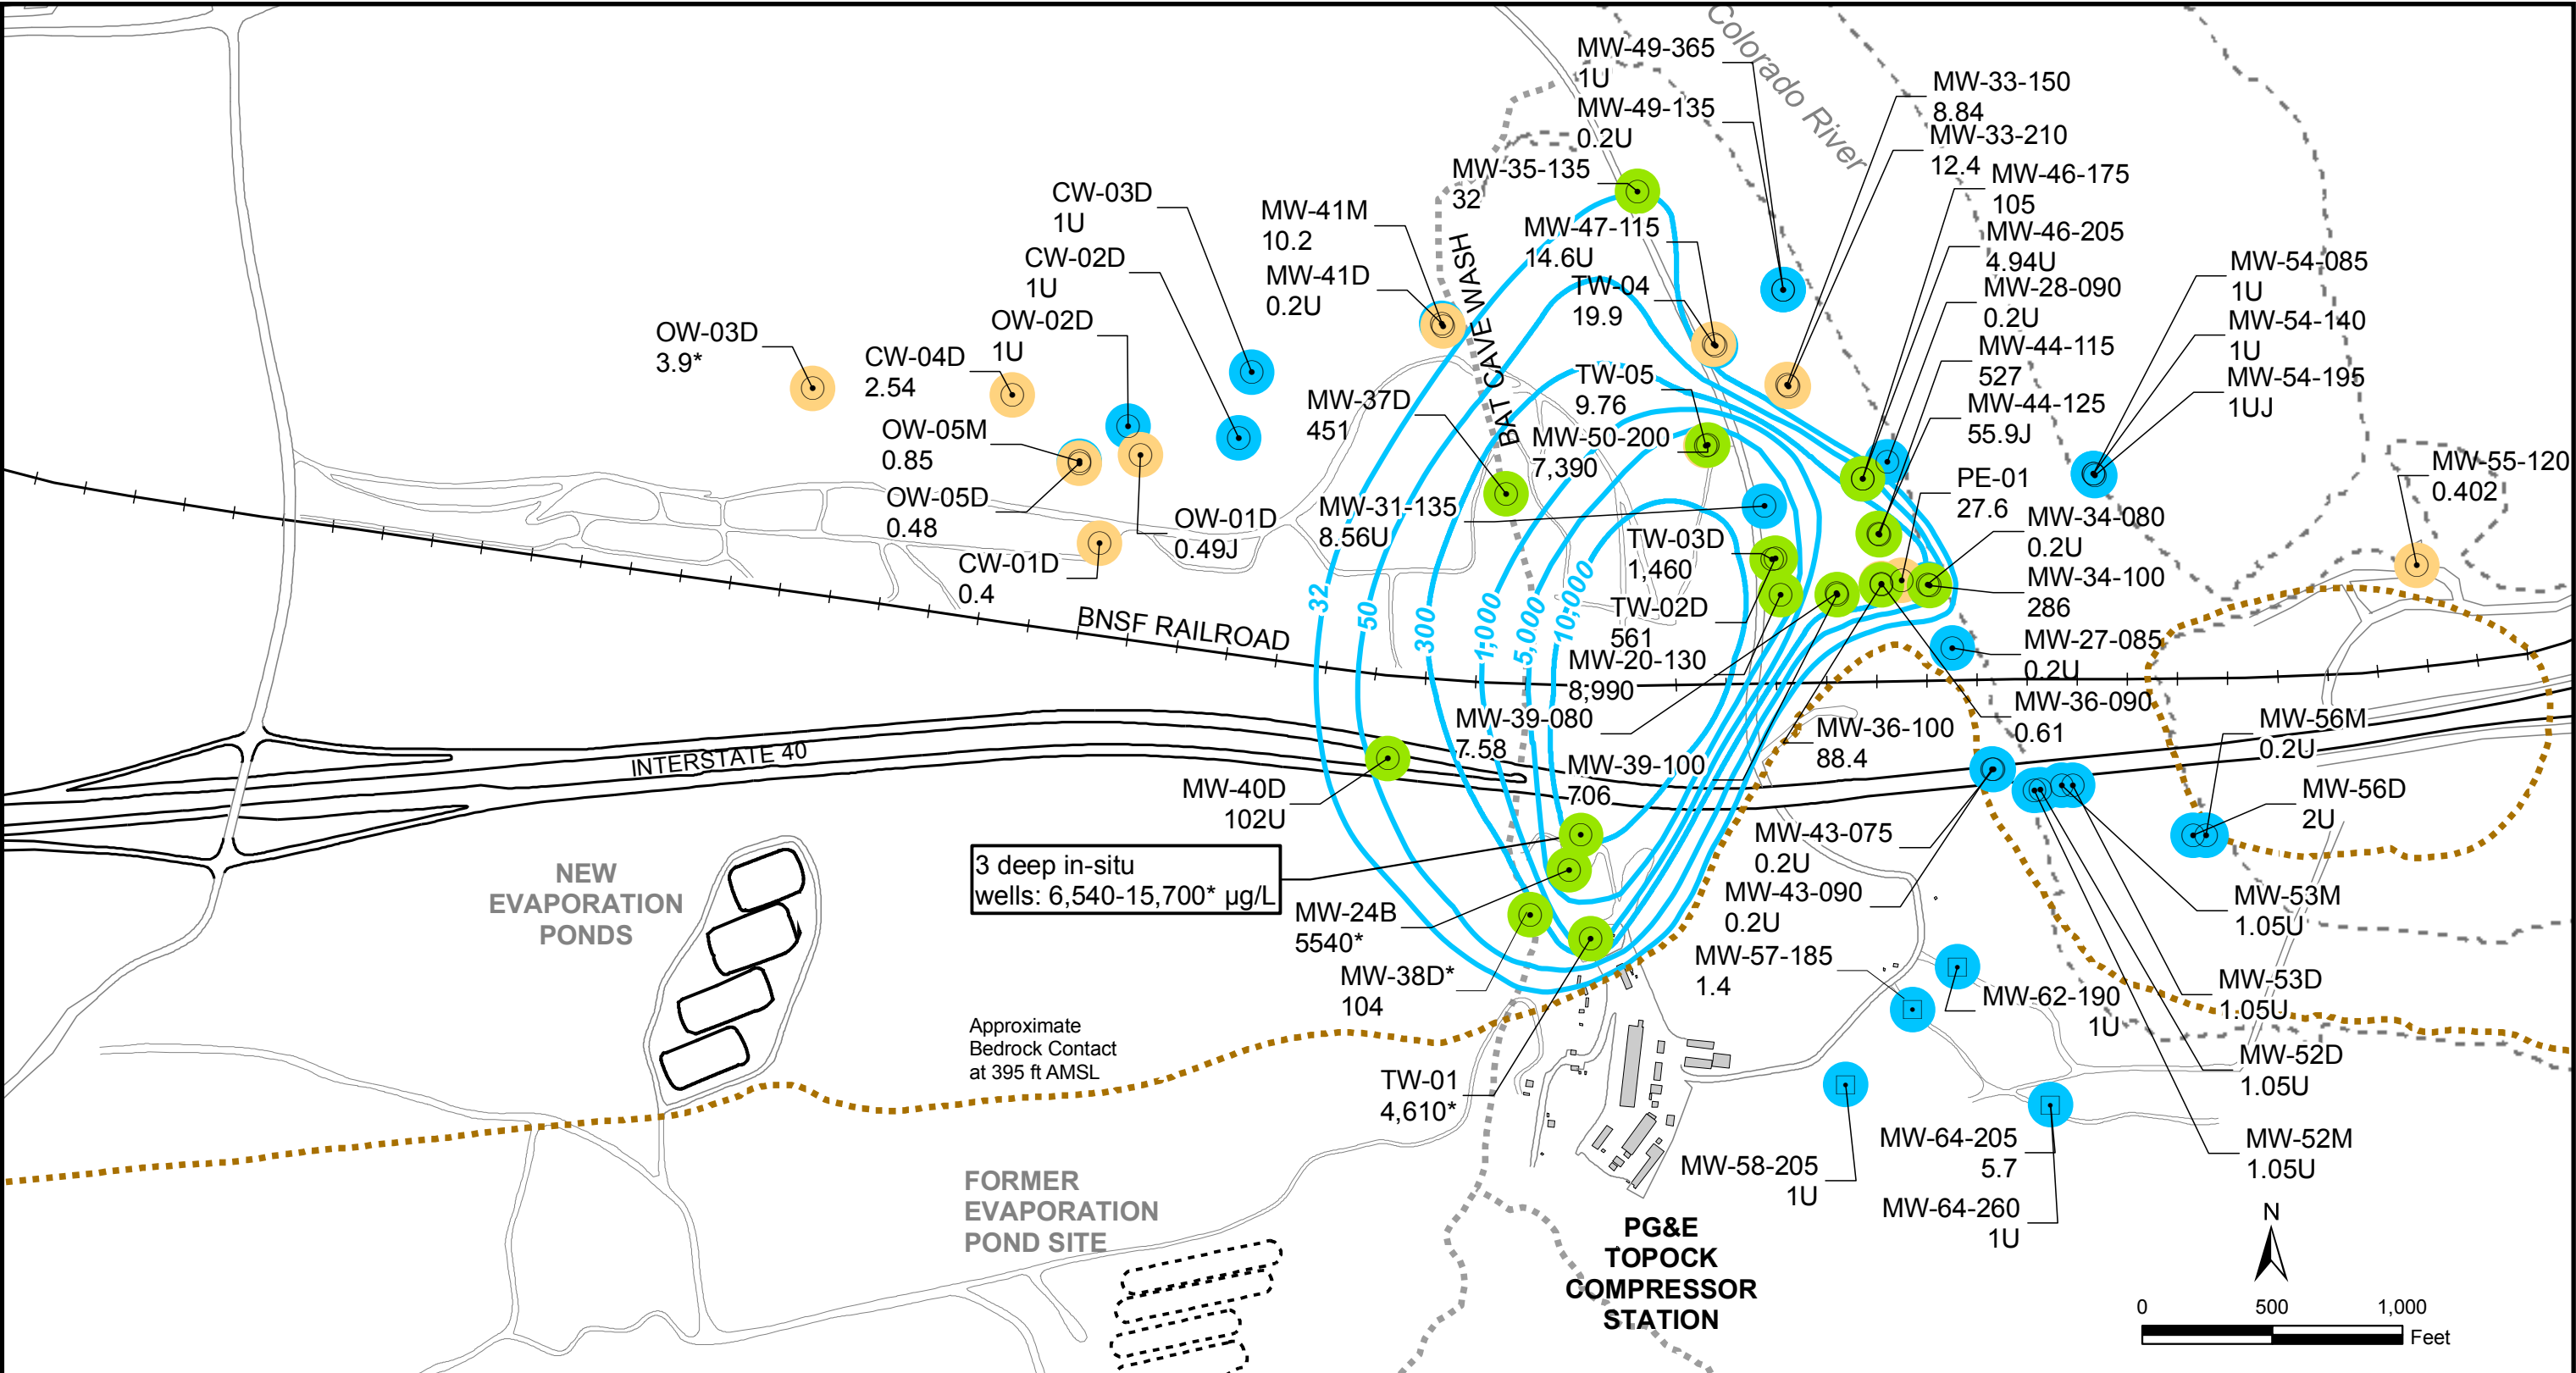 Colorado River
MW-49-365
1U
MW-49-135
0.2U
MW-33-150
8.84
MW-33-210
12.4
MW-35-135
32
MW-46-175
105
MW-46-205
4.94U
MW-28-090
0.2U
MW-44-115
527
MW-44-125
55.9J
CW-03D
1U
CW-02D
1U
MW-41M
10.2
MW-41D
0.2U
MW-47-115
14.6U
TW-04
19.9
BAT CAVE WASH
MW-54-085
1U
MW-54-140
1U
MW-54-195
1UJ
OW-03D
3.9*
CW-04D
2.54
OW-02D
1U
OW-05M
0.85
OW-05D
0.48
OW-01D
0.49J
CW-01D
0.4
MW-37D
451
TW-05
9.76
MW-50-200
7,390
MW-31-135
8.56U
PE-01
27.6
MW-34-080
0.2U
MW-34-100
286
MW-55-120
0.402
TW-03D
1,460
TW-02D
561
MW-20-130
8,990
MW-27-085
0.2U
32
50
300
1,000
5,000
10,000
BNSF RAILROAD
INTERSTATE 40
MW-39-080
7.58
MW-39-100
706
MW-36-100
88.4
MW-36-090
0.61
MW-56M
0.2U
MW-56D
2U
MW-40D
102U
3 deep in-situ
wells: 6,540-15,700* µg/L
MW-24B
5540*
MW-38D*
104
MW-43-075
0.2U
MW-43-090
0.2U
MW-57-185
1.4
MW-62-190
1U
MW-53M
1.05U
MW-53D
1.05U
MW-52D
1.05U
MW-52M
1.05U
NEW
EVAPORATION
PONDS
Approximate
Bedrock Contact
at 395 ft AMSL
TW-01
4,610*
MW-58-205
1U
MW-64-205
5.7
MW-64-260
1U
FORMER
EVAPORATION
POND SITE
PG&E
TOPOCK
COMPRESSOR
STATION
N
0 500 1,000
Feet